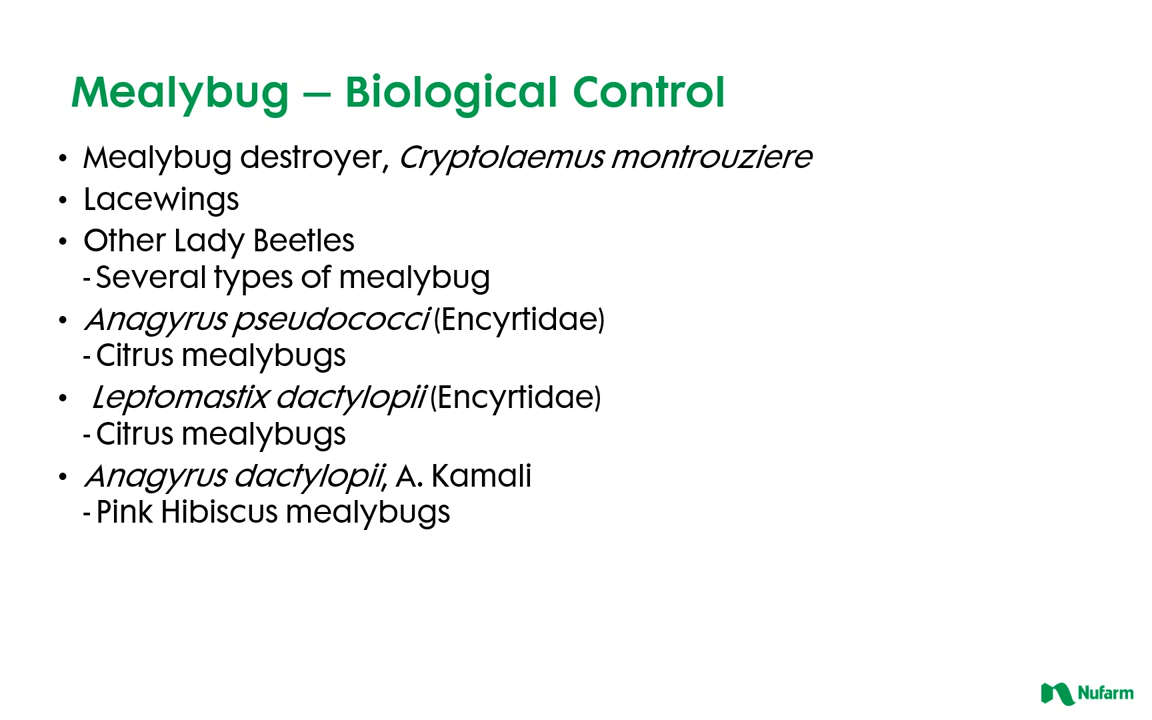 Mealybug – Biological Control
• Mealybug destroyer, Cryptolaemus montrouziere
• Lacewings
• Other Lady Beetles
- Several types of mealybug
• Anagyrus pseudococci (Encyrtidae)
- Citrus mealybugs
• Leptomastix dactylopii (Encyrtidae)
- Citrus mealybugs
• Anagyrus dactylopii, A. Kamali
- Pink Hibiscus mealybugs
Nufarm